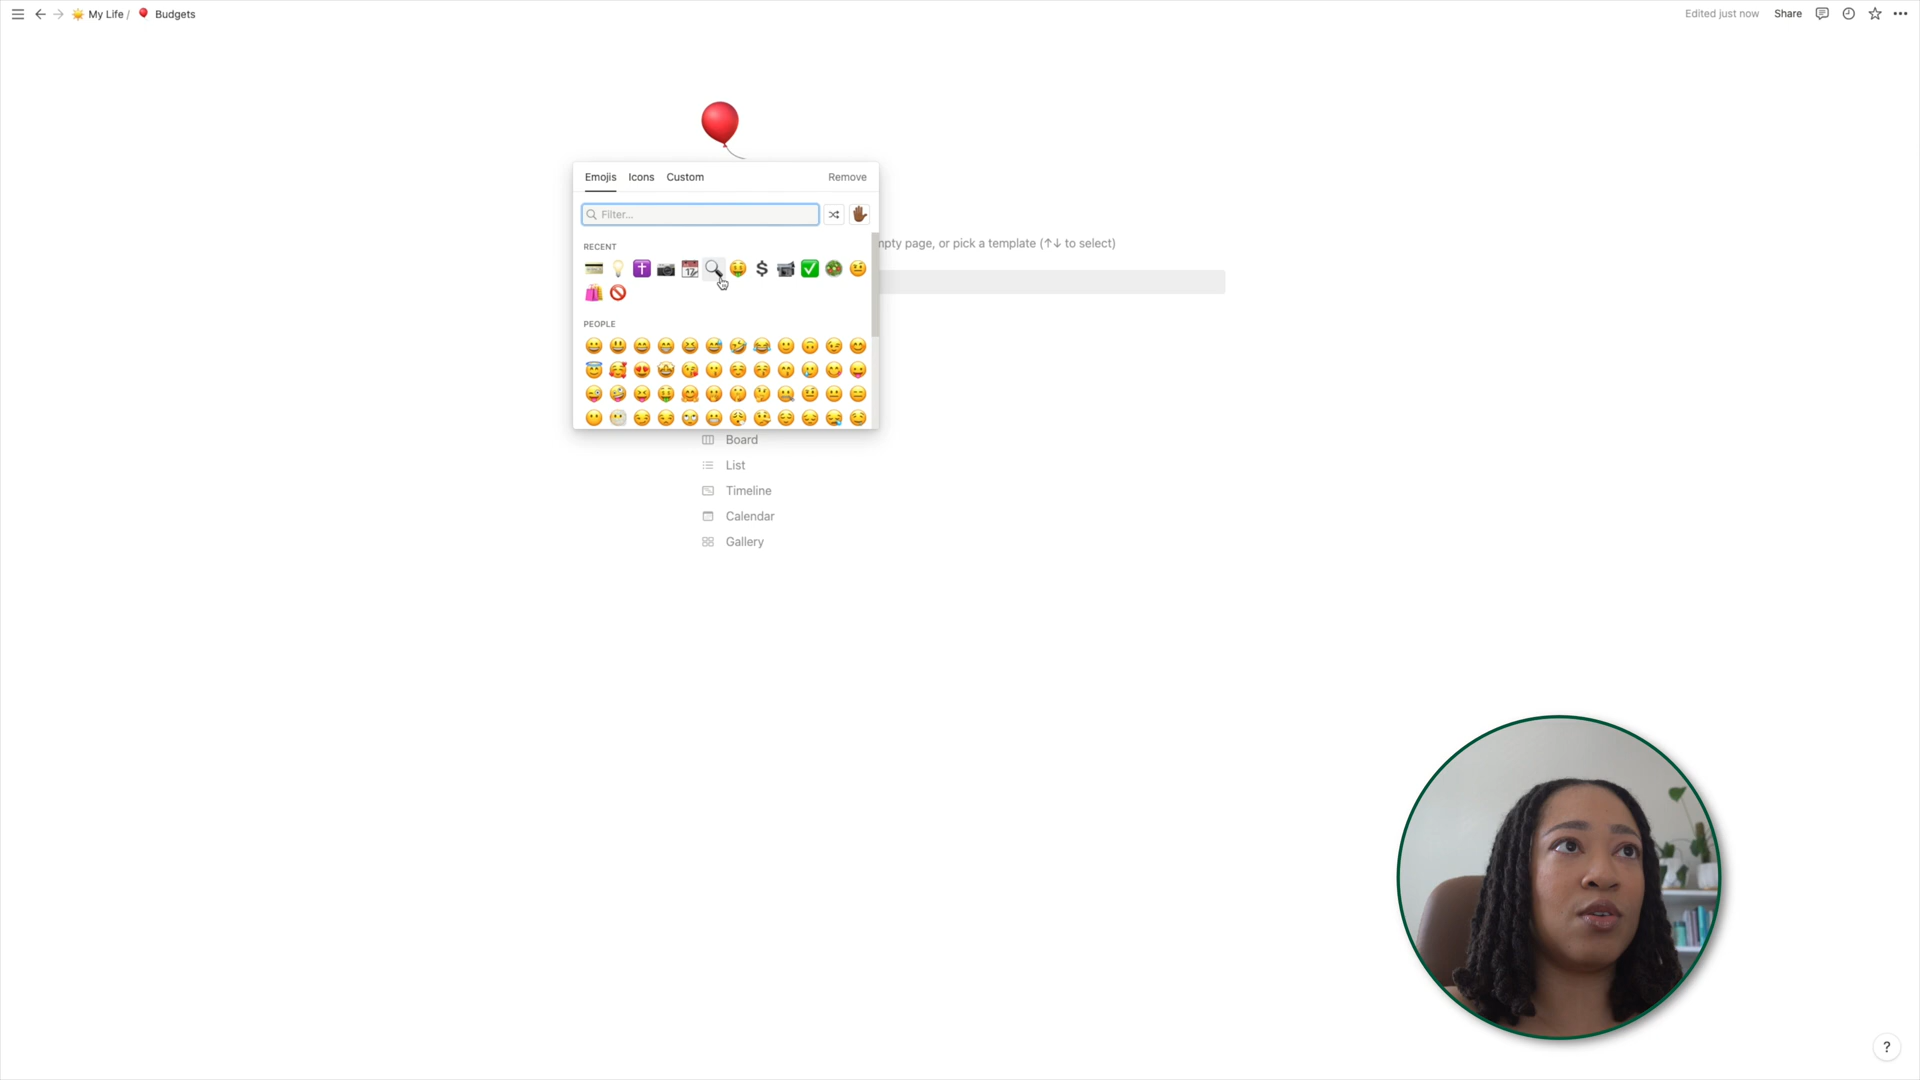 My Life / Budgets
Edited just now Share
Emojis Icons Custom Remove
Filter...
RECENT
page, or pick a template (↑↓ to select)
PEOPLE
Board
List
Timeline
Calendar
Gallery
?